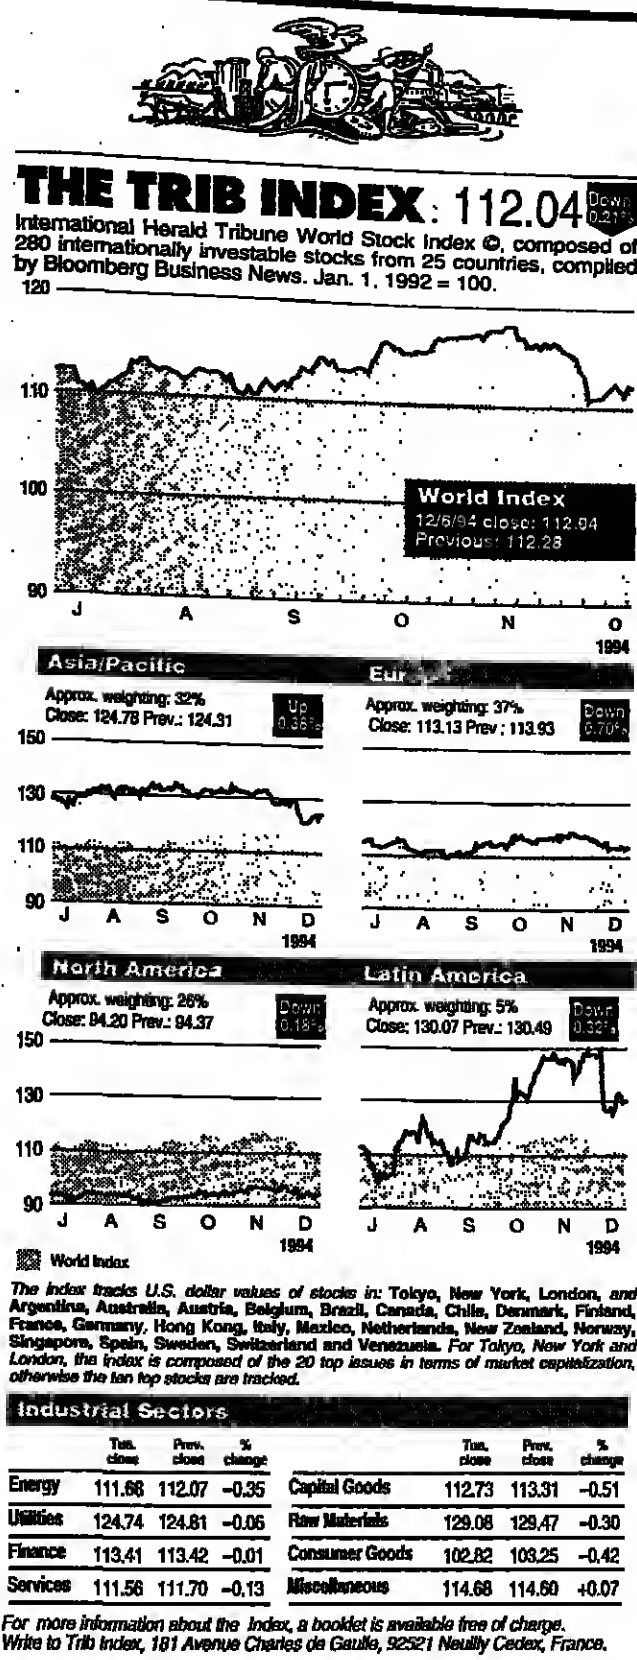 THE TRIB INDEX: 112.04 Down 0.21%
International Herald Tribune World Stock Index ©, composed of
280 internationally investable stocks from 25 countries, compiled
by Bloomberg Business News. Jan. 1, 1992 = 100.
120
110
100
90
World Index
12/6/94 close: 112.04
Previous: 112.28
J A S O N O
1994
Asia/Pacific
Approx. weighting: 32%
Close: 124.78 Prev.: 124.31
Up
150
130
110
90
J A S O N D
1994
Eur
Approx. weighting: 37%
Close: 113.13 Prev.: 113.93
Down
0.70%
J A S O N D
1994
North America
Approx. weighting: 26%
Close: 94.20 Prev.: 94.37
Down
0.18%
150
130
110
90
J A S O N D
1994
Latin America
Approx. weighting: 5%
Close: 130.07 Prev.: 130.49
Down
0.32%
J A S O N D
1994
World Index
The index tracks U.S. dollar values of stocks in: Tokyo, New York, London, and
Argentina, Australia, Austria, Belgium, Brazil, Canada, Chile, Denmark, Finland,
France, Germany, Hong Kong, Italy, Mexico, Netherlands, New Zealand, Norway,
Singapore, Spain, Sweden, Switzerland and Venezuela. For Tokyo, New York and
London, the index is composed of the 20 top issues in terms of market capitalization,
otherwise the ten top stocks are tracked.
Industrial Sectors
Tue. close Prev. close % change Tue. close Prev. close % change
Energy 111.68 112.07 –0.35 Capital Goods 112.73 113.31 –0.51
Utilities 124.74 124.81 –0.06 Raw Materials 129.08 129.47 –0.30
Finance 113.41 113.42 –0.01 Consumer Goods 102.82 103.25 –0.42
Services 111.56 111.70 –0.13 Miscellaneous 114.68 114.60 +0.07
For more information about the Index, a booklet is available free of charge.
Write to Trib Index, 181 Avenue Charles de Gaulle, 92521 Neuilly Cedex, France.